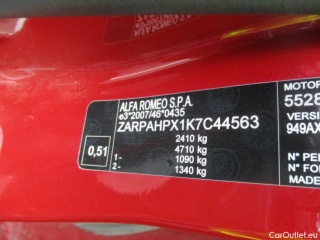 ALFA ROMEO S.P.A.
e3*2007/46*0435
ZARPAHPX1K7C44563
2410 kg
4710 kg
1- 1090 kg
2- 1340 kg
0,51
MOTOR
5528
VERSI
949AX
N° P
N° FO
MADE
CarOutlet.eu